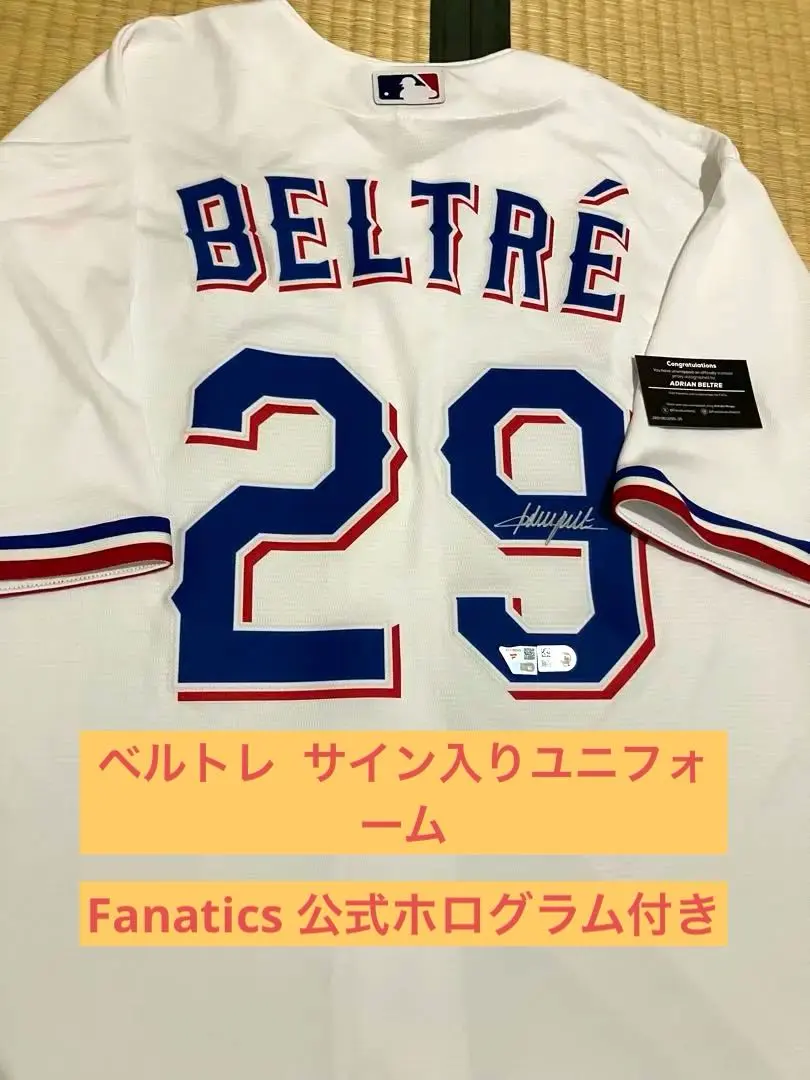 BELTRÉ
29
Congratulations
ADRIAN BELTRE
ベルトレ サイン入りユニフォ
ーム
Fanatics 公式ホログラム付き